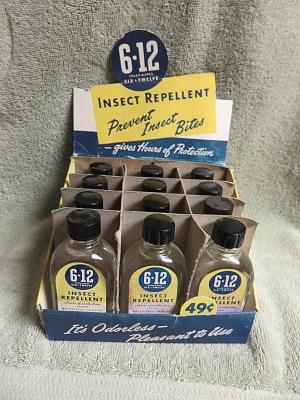 6·12
TRADE-MARK
SIX·TWELVE
INSECT REPELLENT
Prevent Insect Bites
—gives Hours of Protection
6·12
INSECT
REPELLENT
6·12
INSECT
REPELLENT
6·12
INSECT
REPELLENT
49¢
It's Odorless—
Pleasant to Use